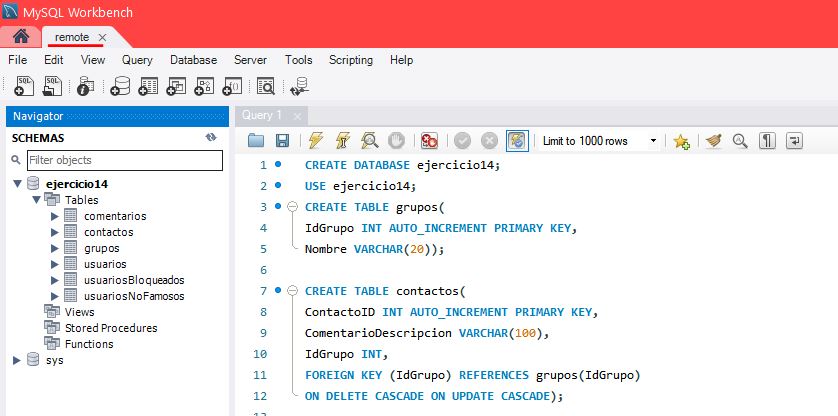 MySQL Workbench
remote
File Edit View Query Database Server Tools Scripting Help
Navigator
SCHEMAS
Filter objects
ejercicio14
Tables
comentarios
contactos
grupos
usuarios
usuariosBloqueados
usuariosNoFamosos
Views
Stored Procedures
Functions
sys
Query 1
Limit to 1000 rows
1 CREATE DATABASE ejercicio14;
2 USE ejercicio14;
3 CREATE TABLE grupos(
4 IdGrupo INT AUTO_INCREMENT PRIMARY KEY,
5 Nombre VARCHAR(20));
6
7 CREATE TABLE contactos(
8 ContactoID INT AUTO_INCREMENT PRIMARY KEY,
9 ComentarioDescripcion VARCHAR(100),
10 IdGrupo INT,
11 FOREIGN KEY (IdGrupo) REFERENCES grupos(IdGrupo)
12 ON DELETE CASCADE ON UPDATE CASCADE);